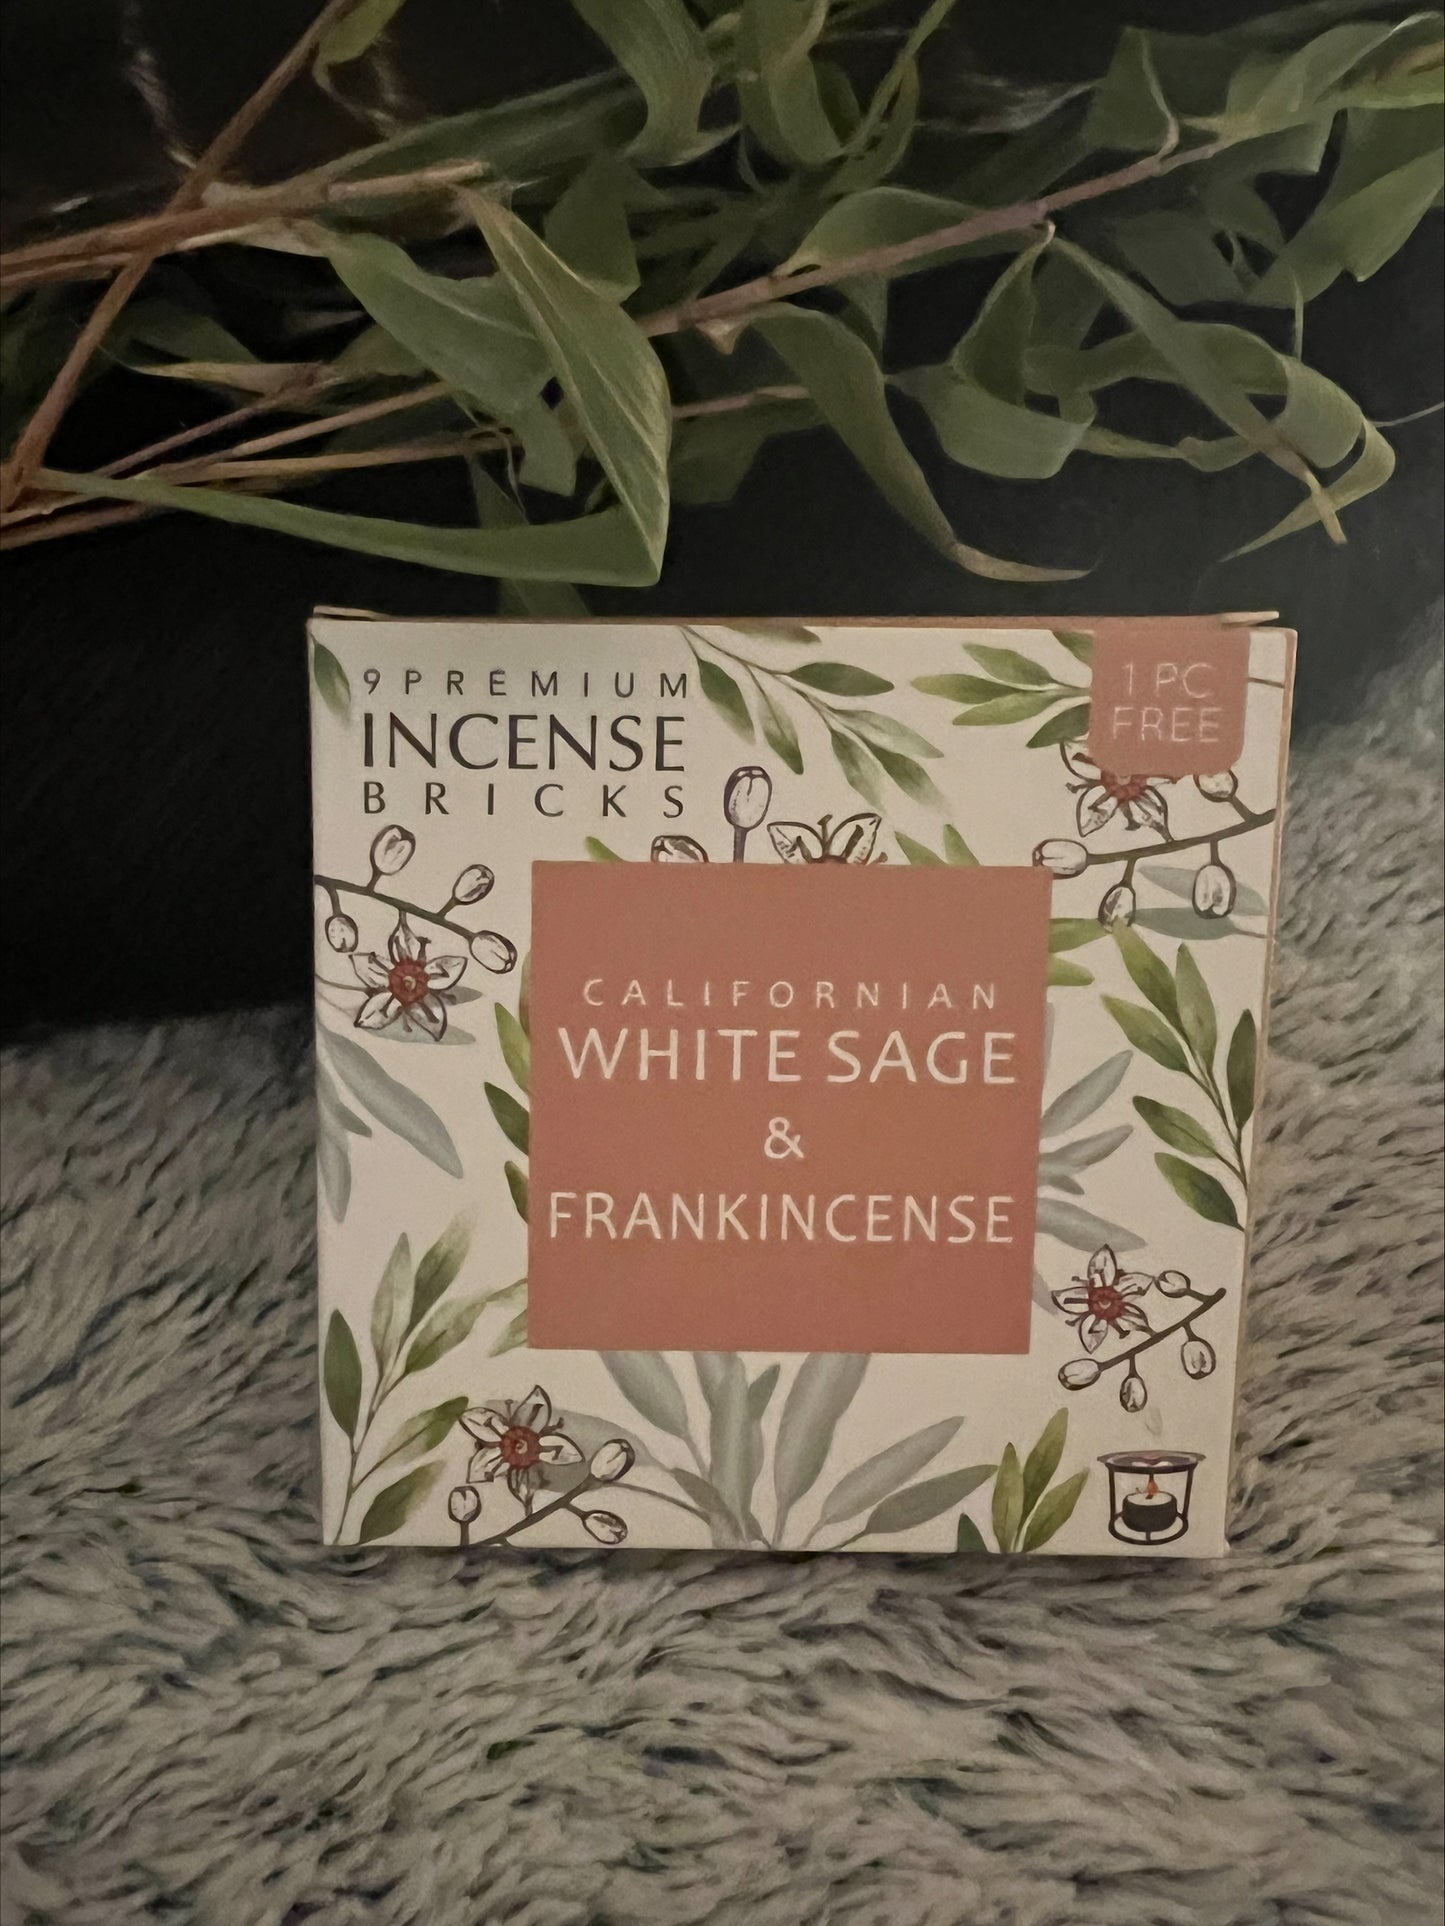 9 PREMIUM
INCENSE
BRICKS
1 PC
FREE
CALIFORNIAN
WHITE SAGE
&
FRANKINCENSE